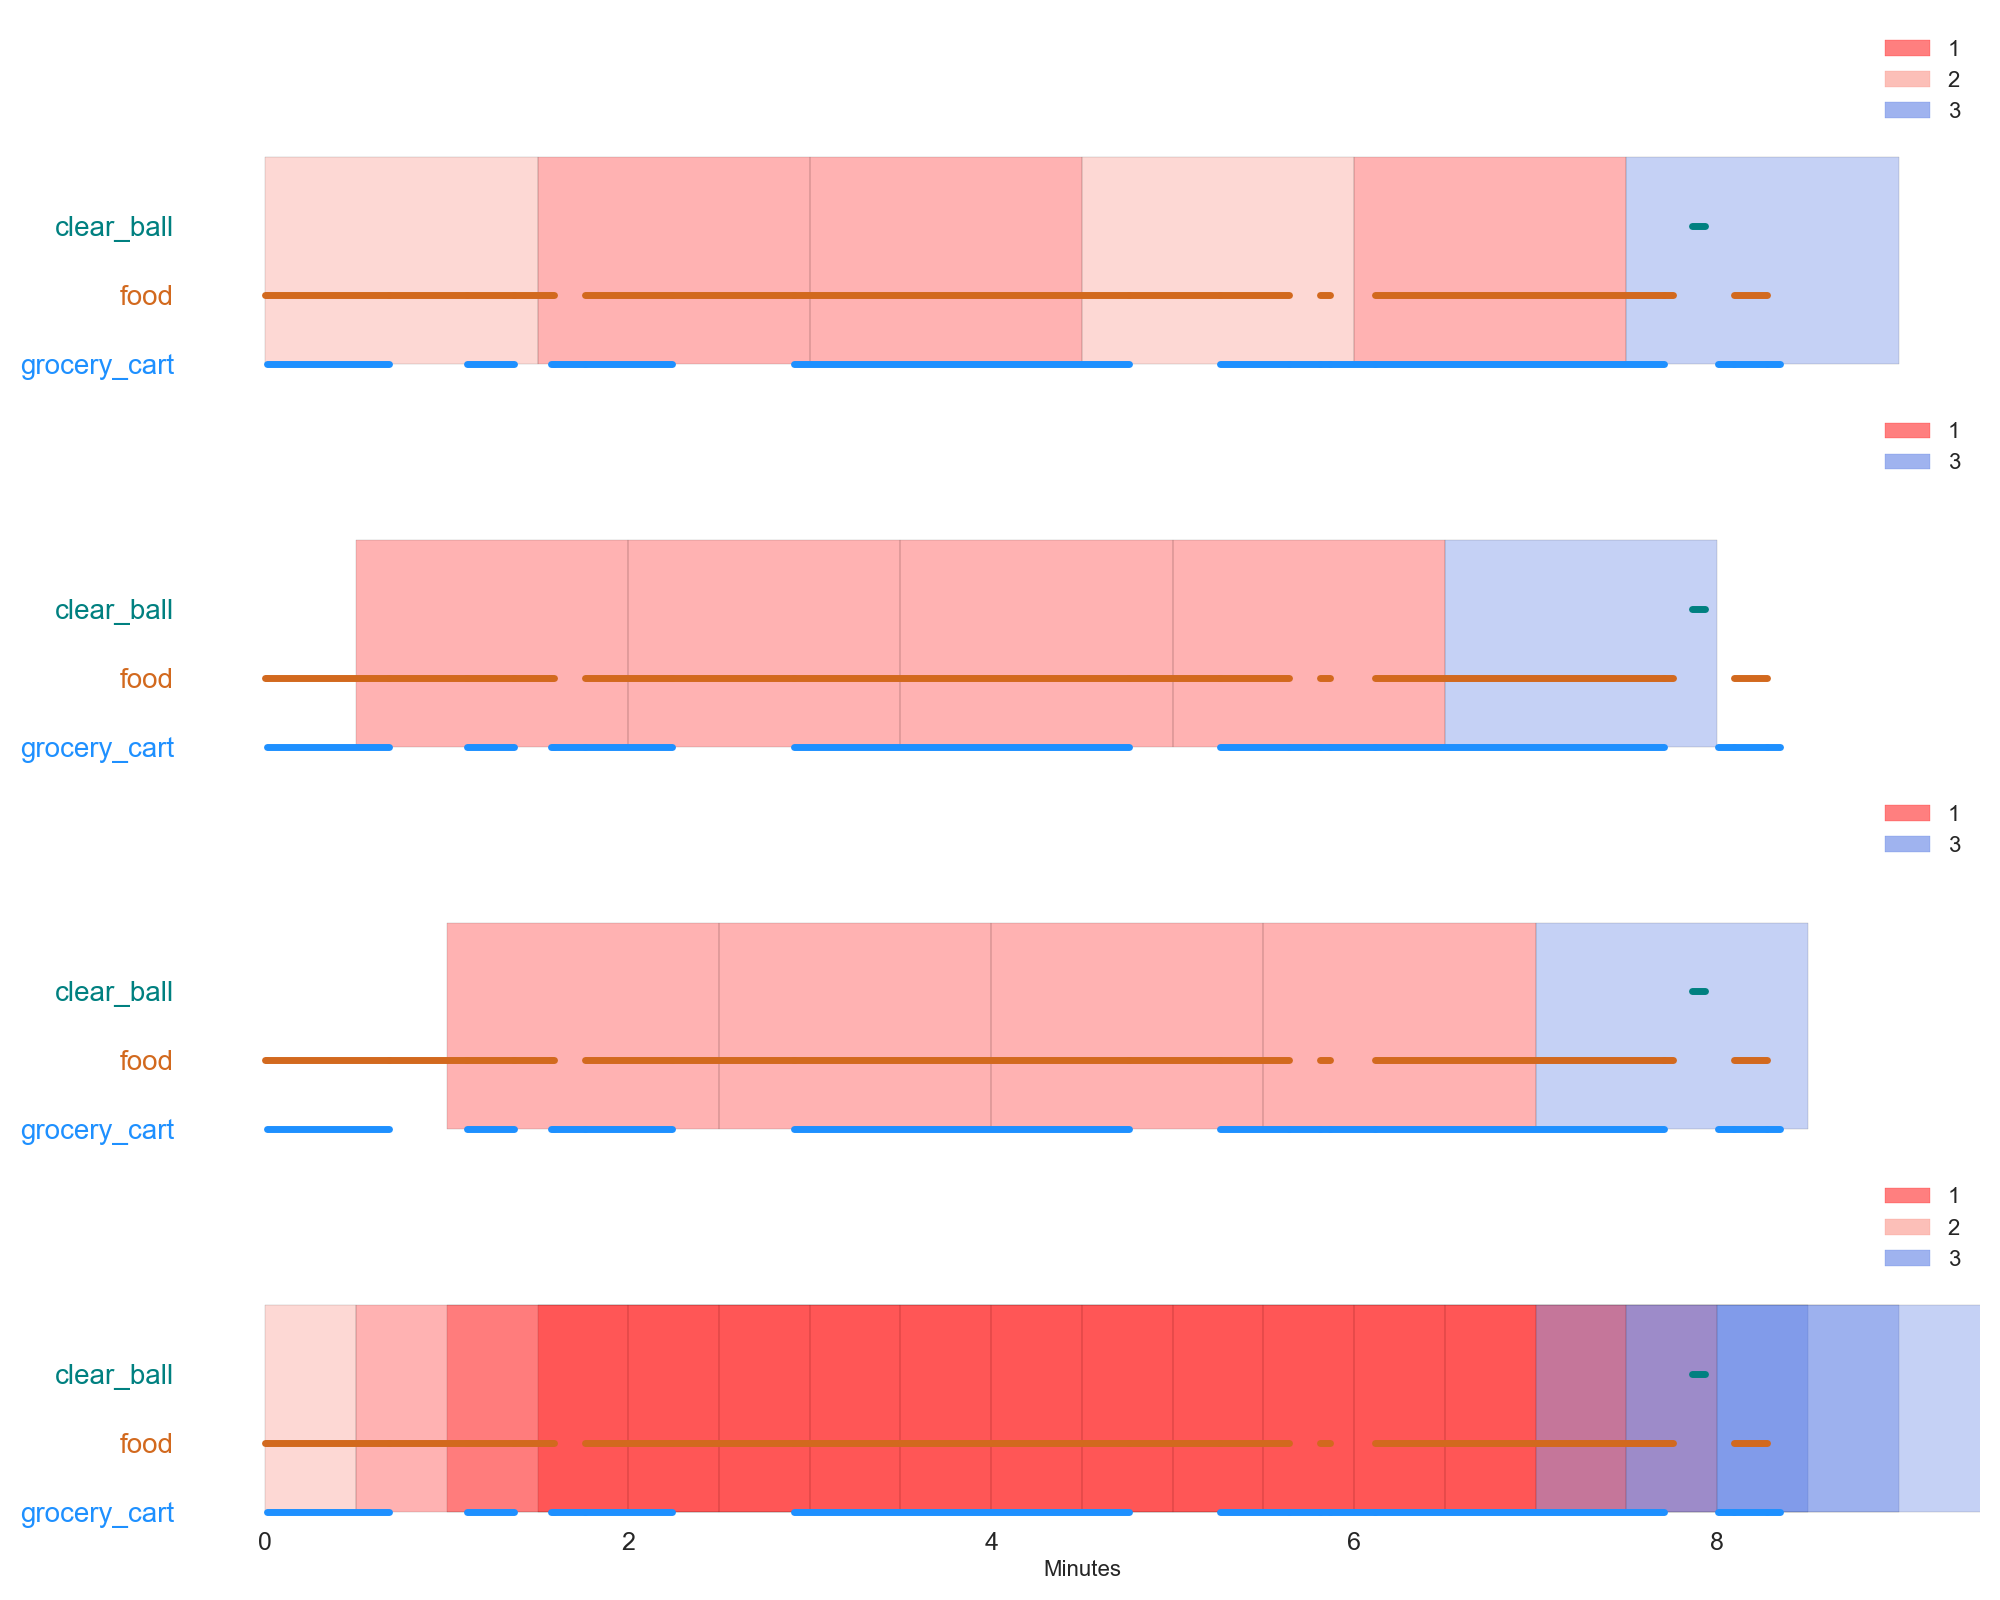 1
2
3
clear_ball
food
grocery_cart
1
3
clear_ball
food
grocery_cart
1
3
clear_ball
food
grocery_cart
1
2
3
clear_ball
food
grocery_cart
0 2 4 6 8
Minutes